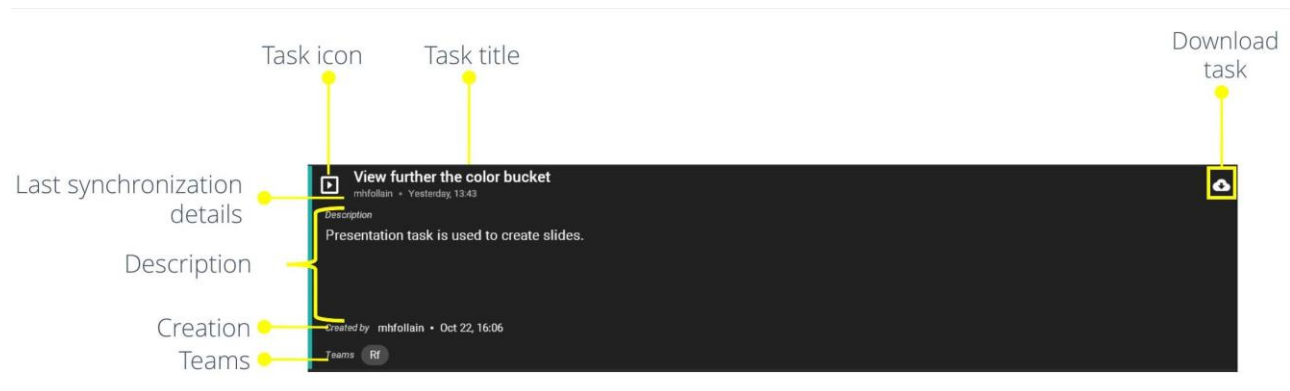 Task icon
Task title
Download
task
Last synchronization
details
View further the color bucket
mhfollain • Yesterday, 13:43
Description
Description
Presentation task is used to create slides.
Creation
Created by mhfollain • Oct 22, 16:06
Teams
Teams Rf